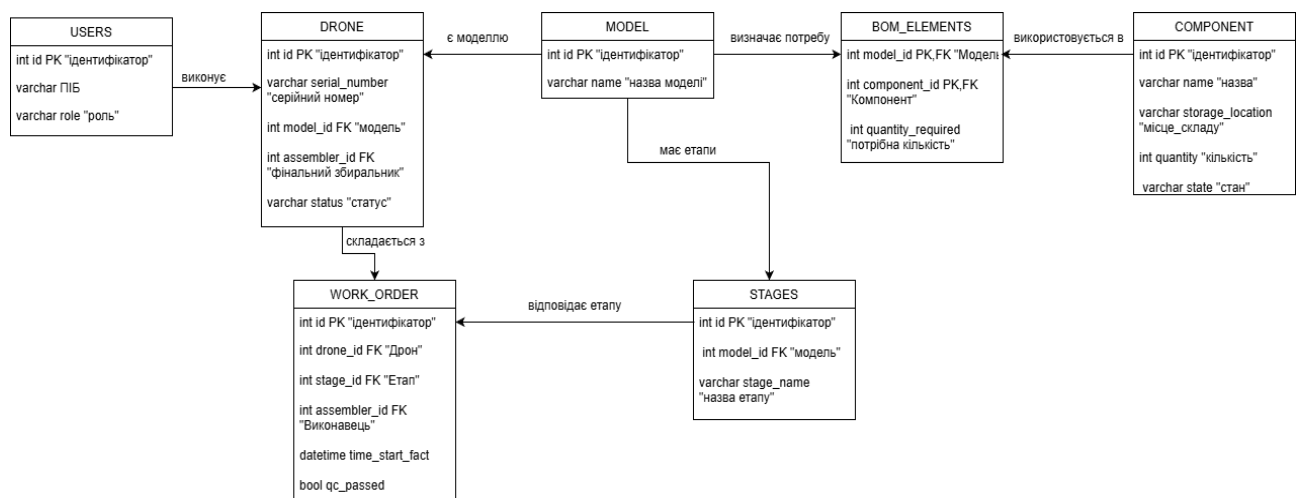 USERS
int id PK "ідентифікатор"
varchar ПІБ
varchar role "роль"
виконує
DRONE
int id PK "ідентифікатор"
varchar serial_number
"серійний номер"
int model_id FK "модель"
int assembler_id FK
"фінальний збиральник"
varchar status "статус"
є моделлю
MODEL
int id PK "ідентифікатор"
varchar name "назва моделі"
визначає потребу
BOM_ELEMENTS
int model_id PK,FK "Модель
int component_id PK,FK
"Компонент"
int quantity_required
"потрібна кількість"
використовується в
COMPONENT
int id PK "ідентифікатор"
varchar name "назва"
varchar storage_location
"місце_складу"
int quantity "кількість"
varchar state "стан"
має етапи
складається з
WORK_ORDER
int id PK "ідентифікатор"
int drone_id FK "Дрон"
int stage_id FK "Етап"
int assembler_id FK
"Виконавець"
datetime time_start_fact
bool qc_passed
відповідає етапу
STAGES
int id PK "ідентифікатор"
int model_id FK "модель"
varchar stage_name
"назва етапу"